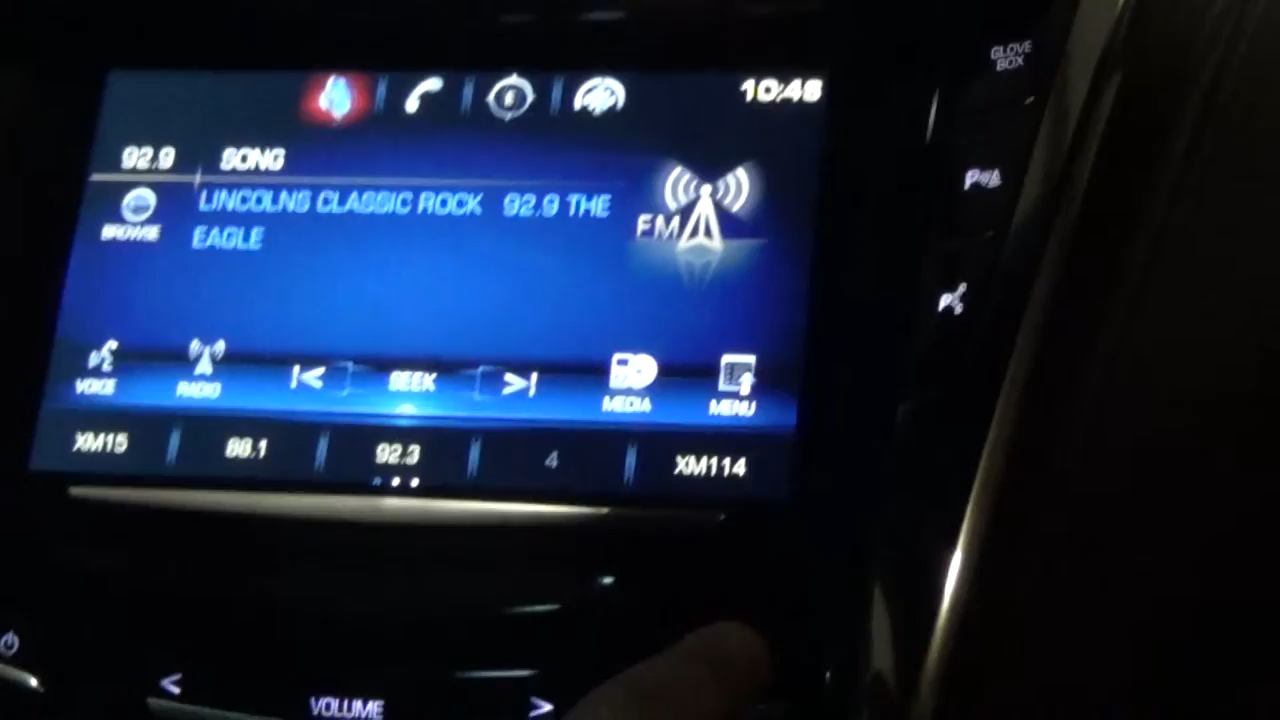 GLOVE
BOX
10:46
92.9 SONG
LINCOLNS CLASSIC ROCK 92.9 THE
EAGLE
BROWSE
FM
VOICE RADIO SEEK MEDIA MENU
XM15 88.1 92.3 4 XM114
VOLUME